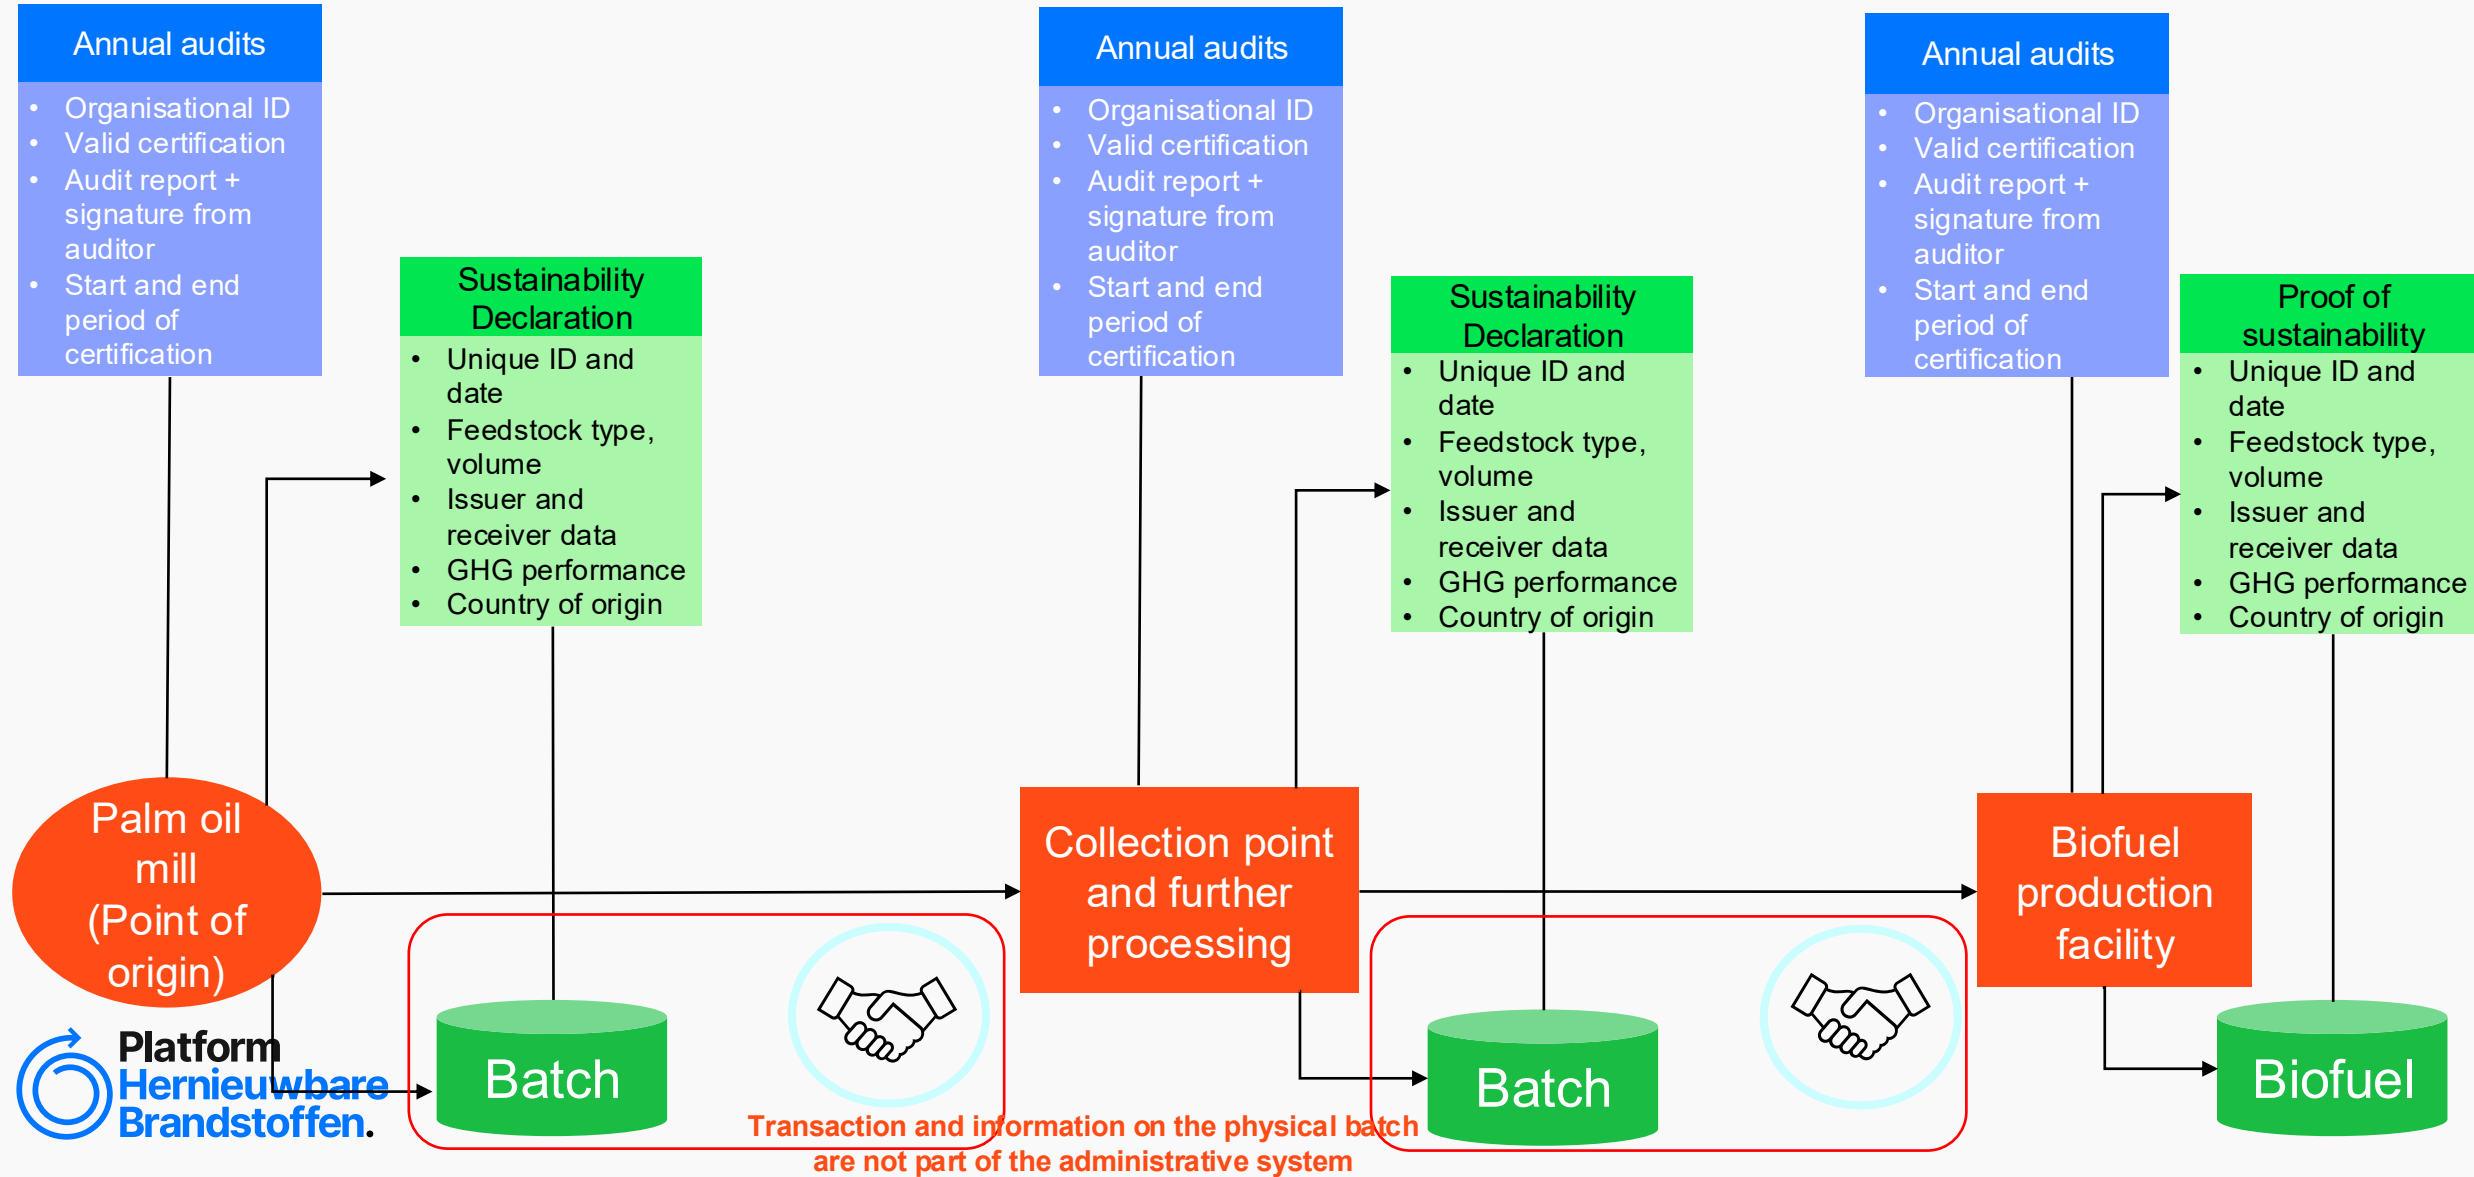 Annual audits
• Organisational ID
• Valid certification
• Audit report +
signature from
auditor
• Start and end
period of
certification
Sustainability
Declaration
• Unique ID and
date
• Feedstock type,
volume
• Issuer and
receiver data
• GHG performance
• Country of origin
Annual audits
• Organisational ID
• Valid certification
• Audit report +
signature from
auditor
• Start and end
period of
certification
Sustainability
Declaration
• Unique ID and
date
• Feedstock type,
volume
• Issuer and
receiver data
• GHG performance
• Country of origin
Annual audits
• Organisational ID
• Valid certification
• Audit report +
signature from
auditor
• Start and end
period of
certification
Proof of
sustainability
• Unique ID and
date
• Feedstock type,
volume
• Issuer and
receiver data
• GHG performance
• Country of origin
Palm oil
mill
(Point of
origin)
Collection point
and further
processing
Biofuel
production
facility
Batch
Batch
Biofuel
Transaction and information on the physical batch
are not part of the administrative system
Platform
Hernieuwbare
Brandstoffen.